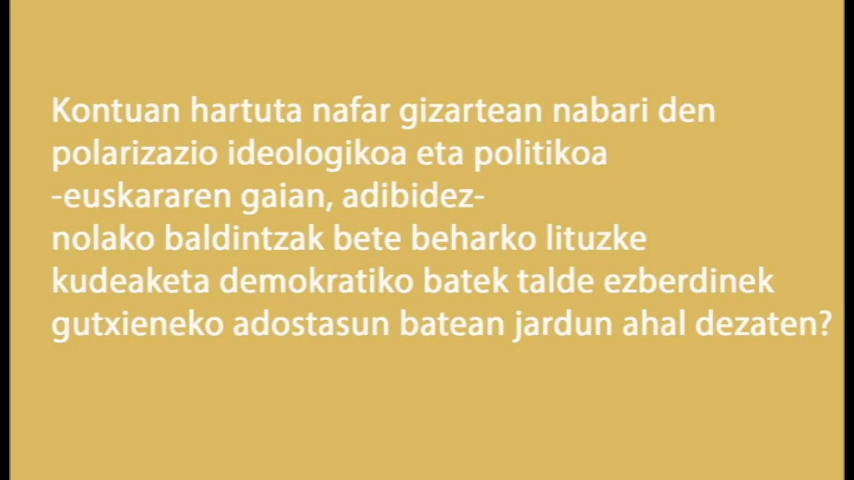 Kontuan hartuta nafar gizartean nabari den
polarizazio ideologikoa eta politikoa
-euskararen gaian, adibidez-
nolako baldintzak bete beharko lituzke
kudeaketa demokratiko batek talde ezberdinek
gutxieneko adostasun batean jardun ahal dezaten?